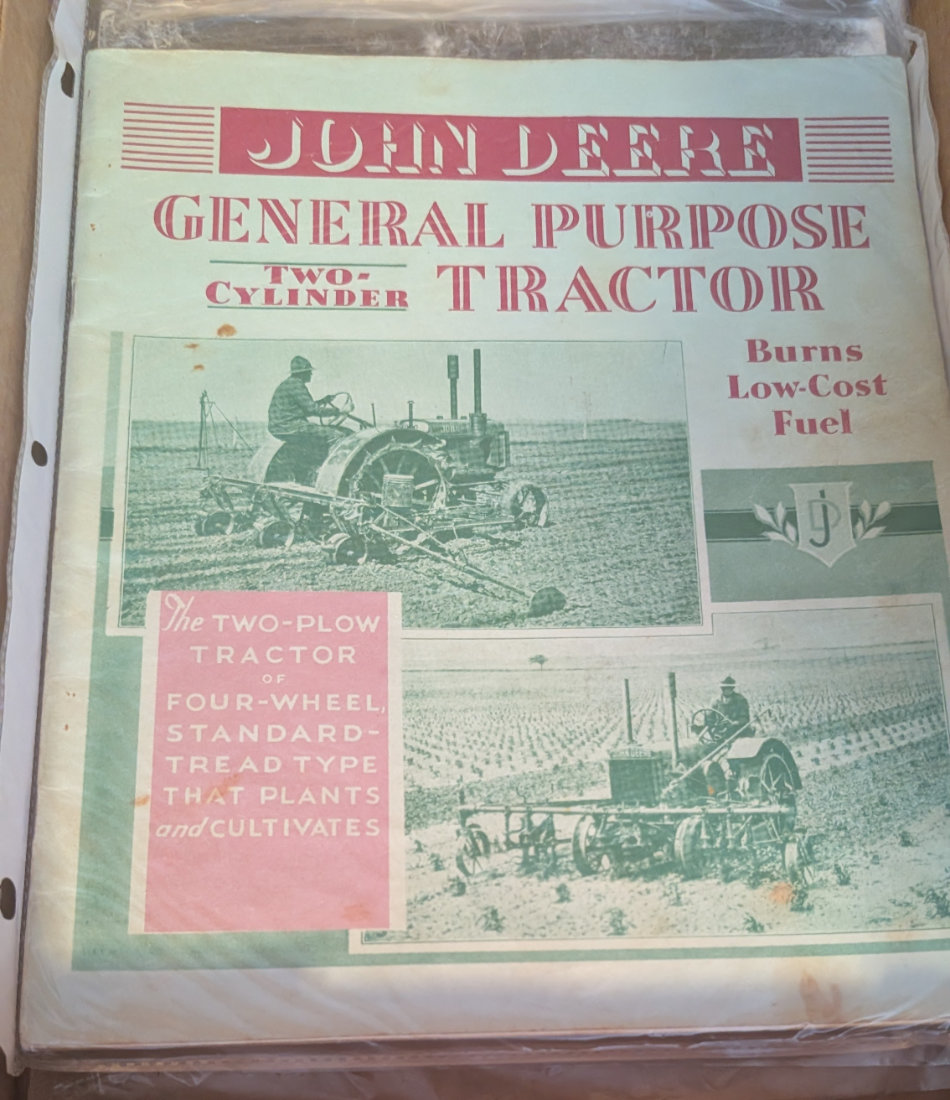 JOHN DEERE
GENERAL PURPOSE
TWO-
CYLINDER
TRACTOR
Burns
Low-Cost
Fuel
JD
The TWO-PLOW
TRACTOR
OF
FOUR-WHEEL,
STANDARD-
TREAD TYPE
THAT PLANTS
and CULTIVATES